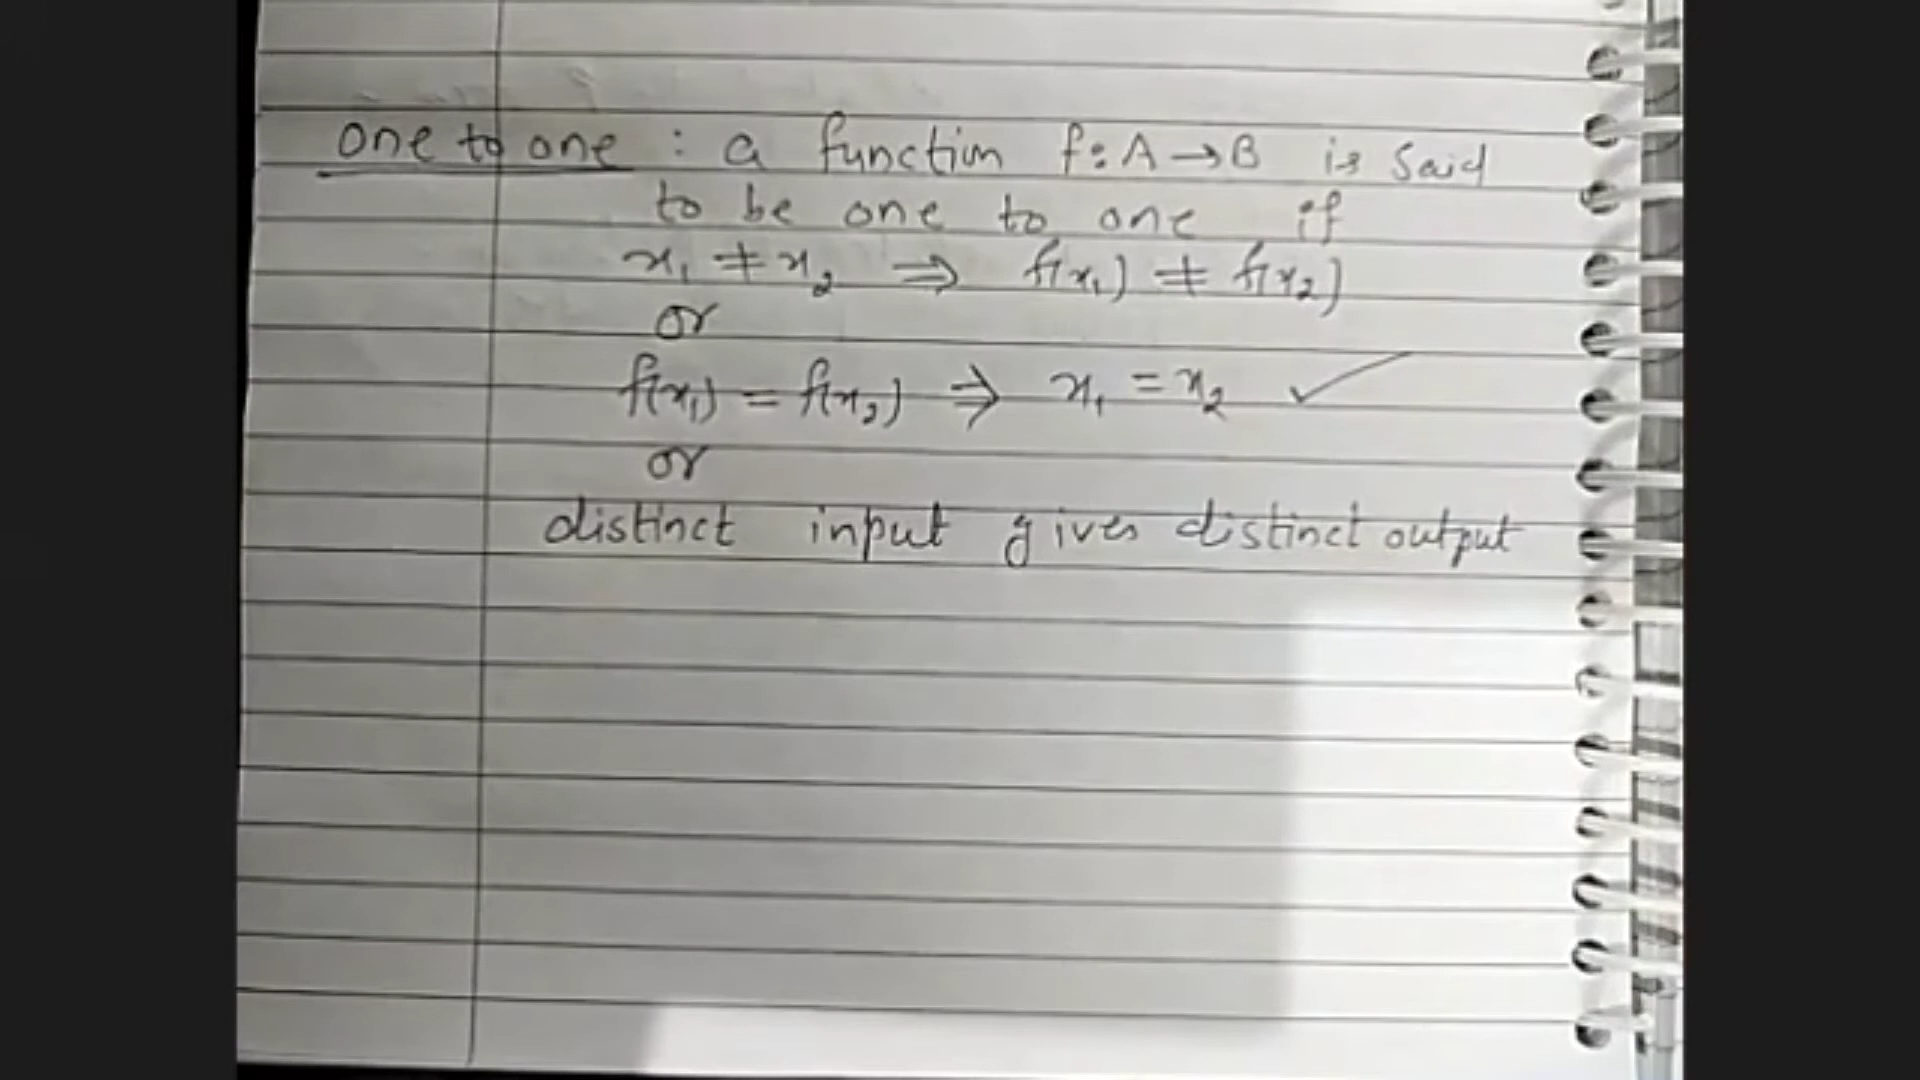 one to one : a function f: A → B is said
to be one to one if
x₁ ≠ x₂ ⇒ f(x₁) ≠ f(x₂)
or
f(x₁) = f(x₂) ⇒ x₁ = x₂ ✓
or
distinct input gives distinct output